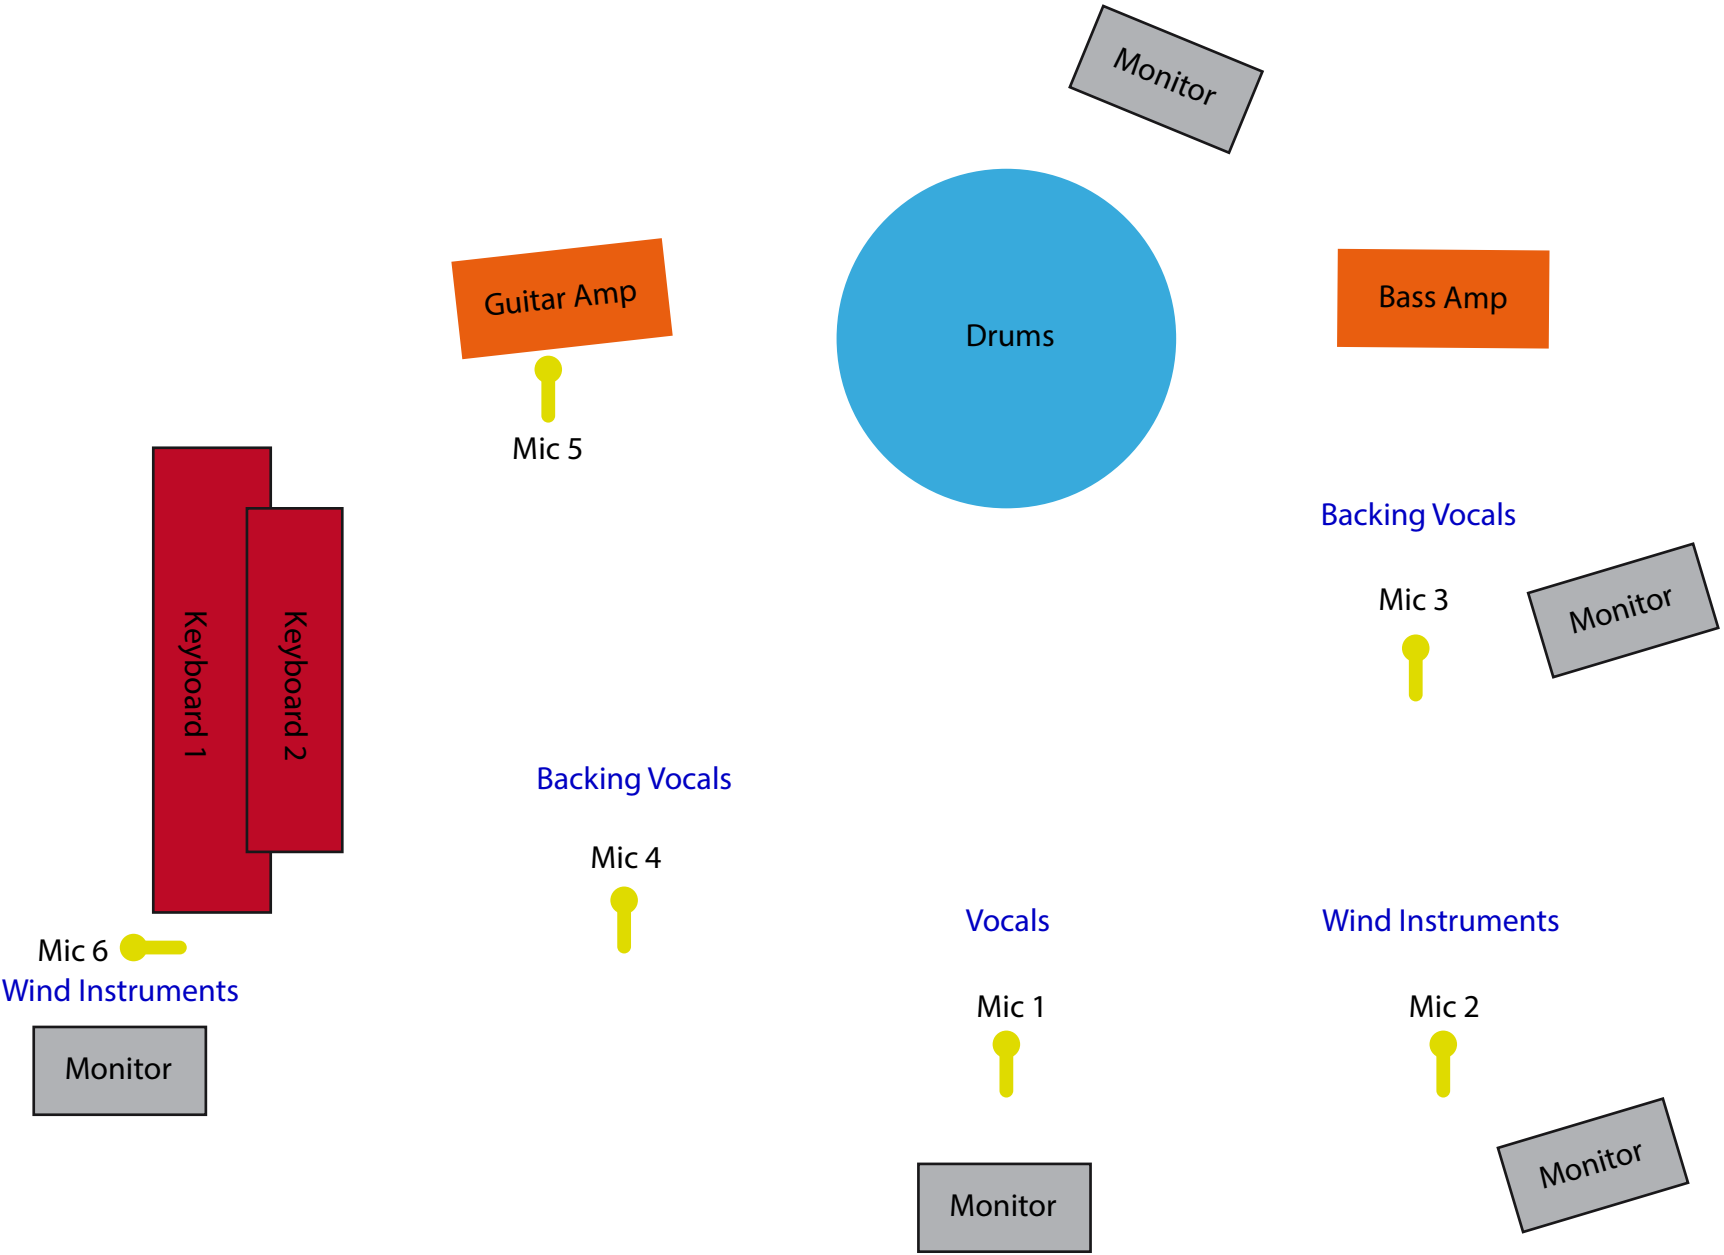 Monitor
Guitar Amp
Drums
Bass Amp
Mic 5
Backing Vocals
Mic 3
Monitor
Keyboard 1
Keyboard 2
Backing Vocals
Mic 4
Vocals
Wind Instruments
Mic 6
Wind Instruments
Mic 1
Mic 2
Monitor
Monitor
Monitor